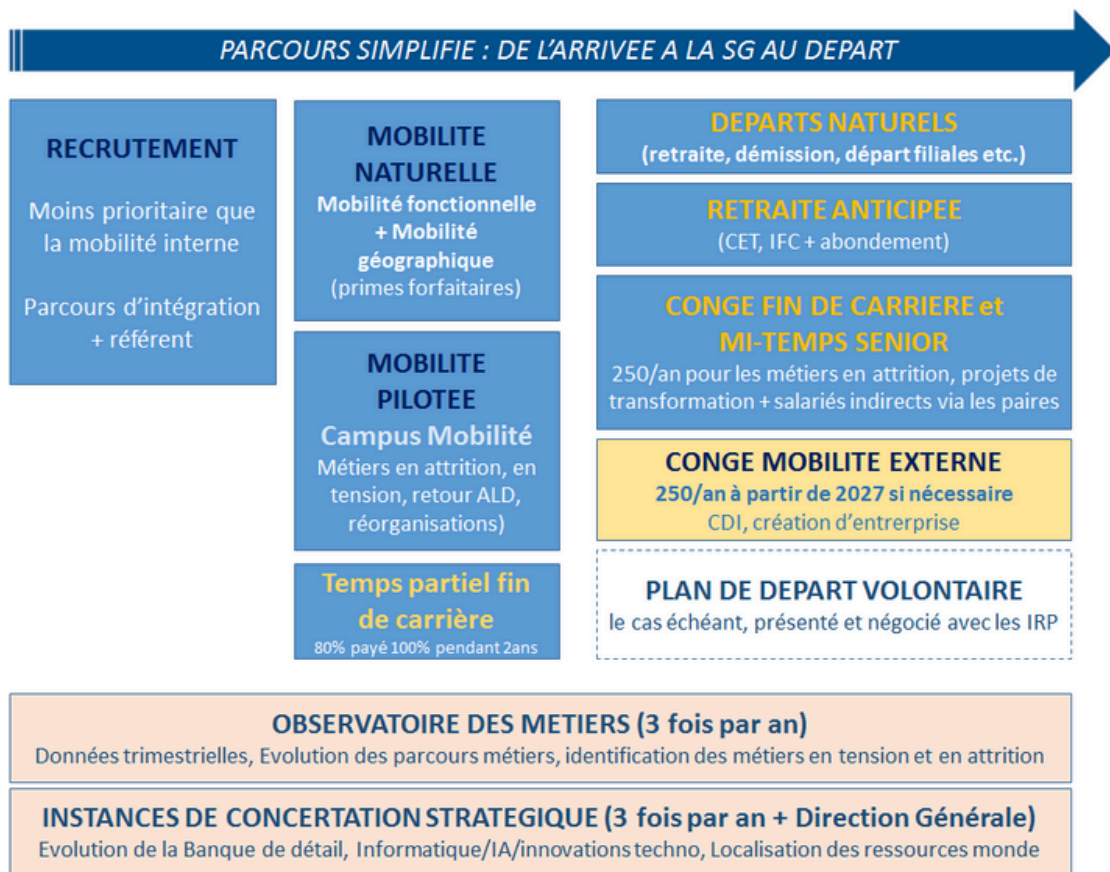 PARCOURS SIMPLIFIE : DE L'ARRIVEE A LA SG AU DEPART
RECRUTEMENT
Moins prioritaire que
la mobilité interne
Parcours d'intégration
+ référent
MOBILITE
NATURELLE
Mobilité fonctionnelle
+ Mobilité
géographique
(primes forfaitaires)
MOBILITE
PILOTEE
Campus Mobilité
Métiers en attrition, en
tension, retour ALD,
réorganisations)
Temps partiel fin
de carrière
80% payé 100% pendant 2ans
DEPARTS NATURELS
(retraite, démission, départ filiales etc.)
RETRAITE ANTICIPEE
(CET, IFC + abondement)
CONGE FIN DE CARRIERE et
MI-TEMPS SENIOR
250/an pour les métiers en attrition, projets de
transformation + salariés indirects via les paires
CONGE MOBILITE EXTERNE
250/an à partir de 2027 si nécessaire
CDI, création d'entrerprise
PLAN DE DEPART VOLONTAIRE
le cas échéant, présenté et négocié avec les IRP
OBSERVATOIRE DES METIERS (3 fois par an)
Données trimestrielles, Evolution des parcours métiers, identification des métiers en tension et en attrition
INSTANCES DE CONCERTATION STRATEGIQUE (3 fois par an + Direction Générale)
Evolution de la Banque de détail, Informatique/IA/innovations techno, Localisation des ressources monde